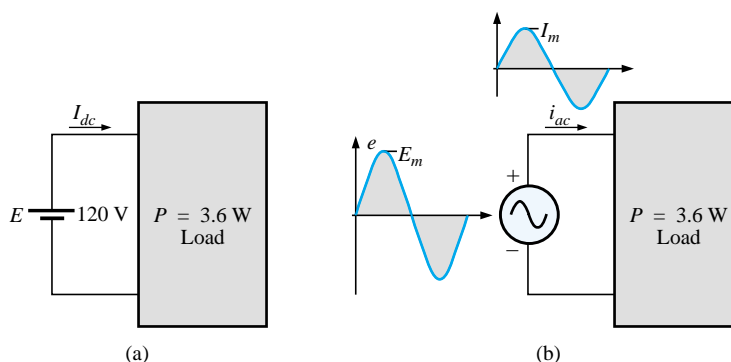 I_dc
E 120 V
P = 3.6 W
Load
(a)
I_m
e
E_m
i_ac
+
–
P = 3.6 W
Load
(b)